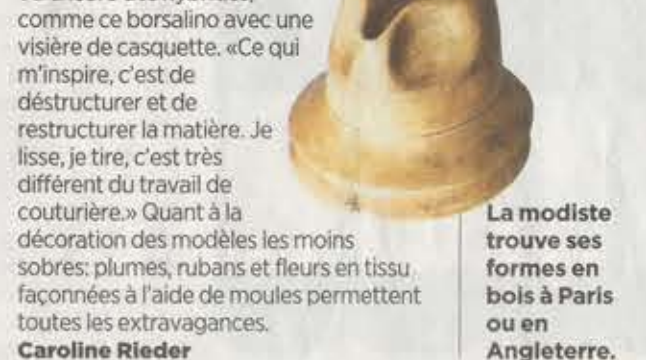 comme ce borsalino avec une
visière de casquette. «Ce qui
m'inspire, c'est de
déstructurer et de
restructurer la matière. Je
lisse, je tire, c'est très
différent du travail de
couturière.» Quant à la
décoration des modèles les moins
sobres: plumes, rubans et fleurs en tissu
façonnées à l'aide de moules permettent
toutes les extravagances.
Caroline Rieder
La modiste
trouve ses
formes en
bois à Paris
ou en
Angleterre.